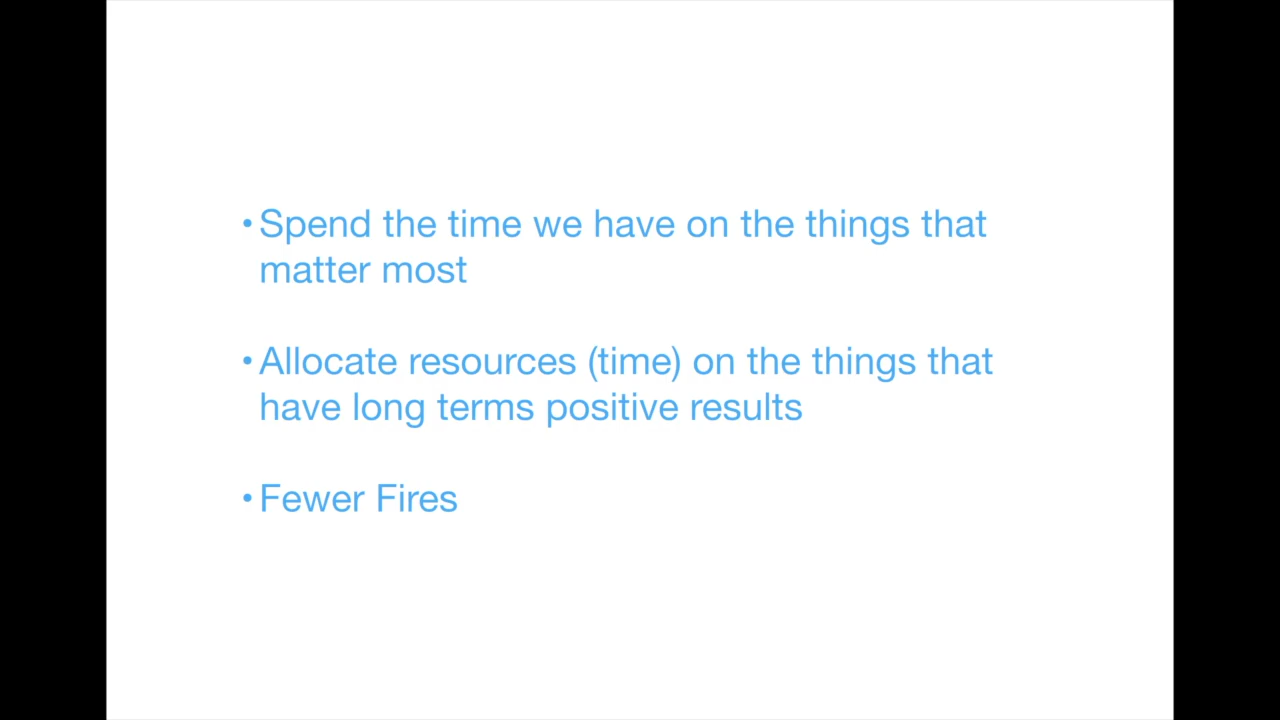 • Spend the time we have on the things that
matter most
• Allocate resources (time) on the things that
have long terms positive results
• Fewer Fires